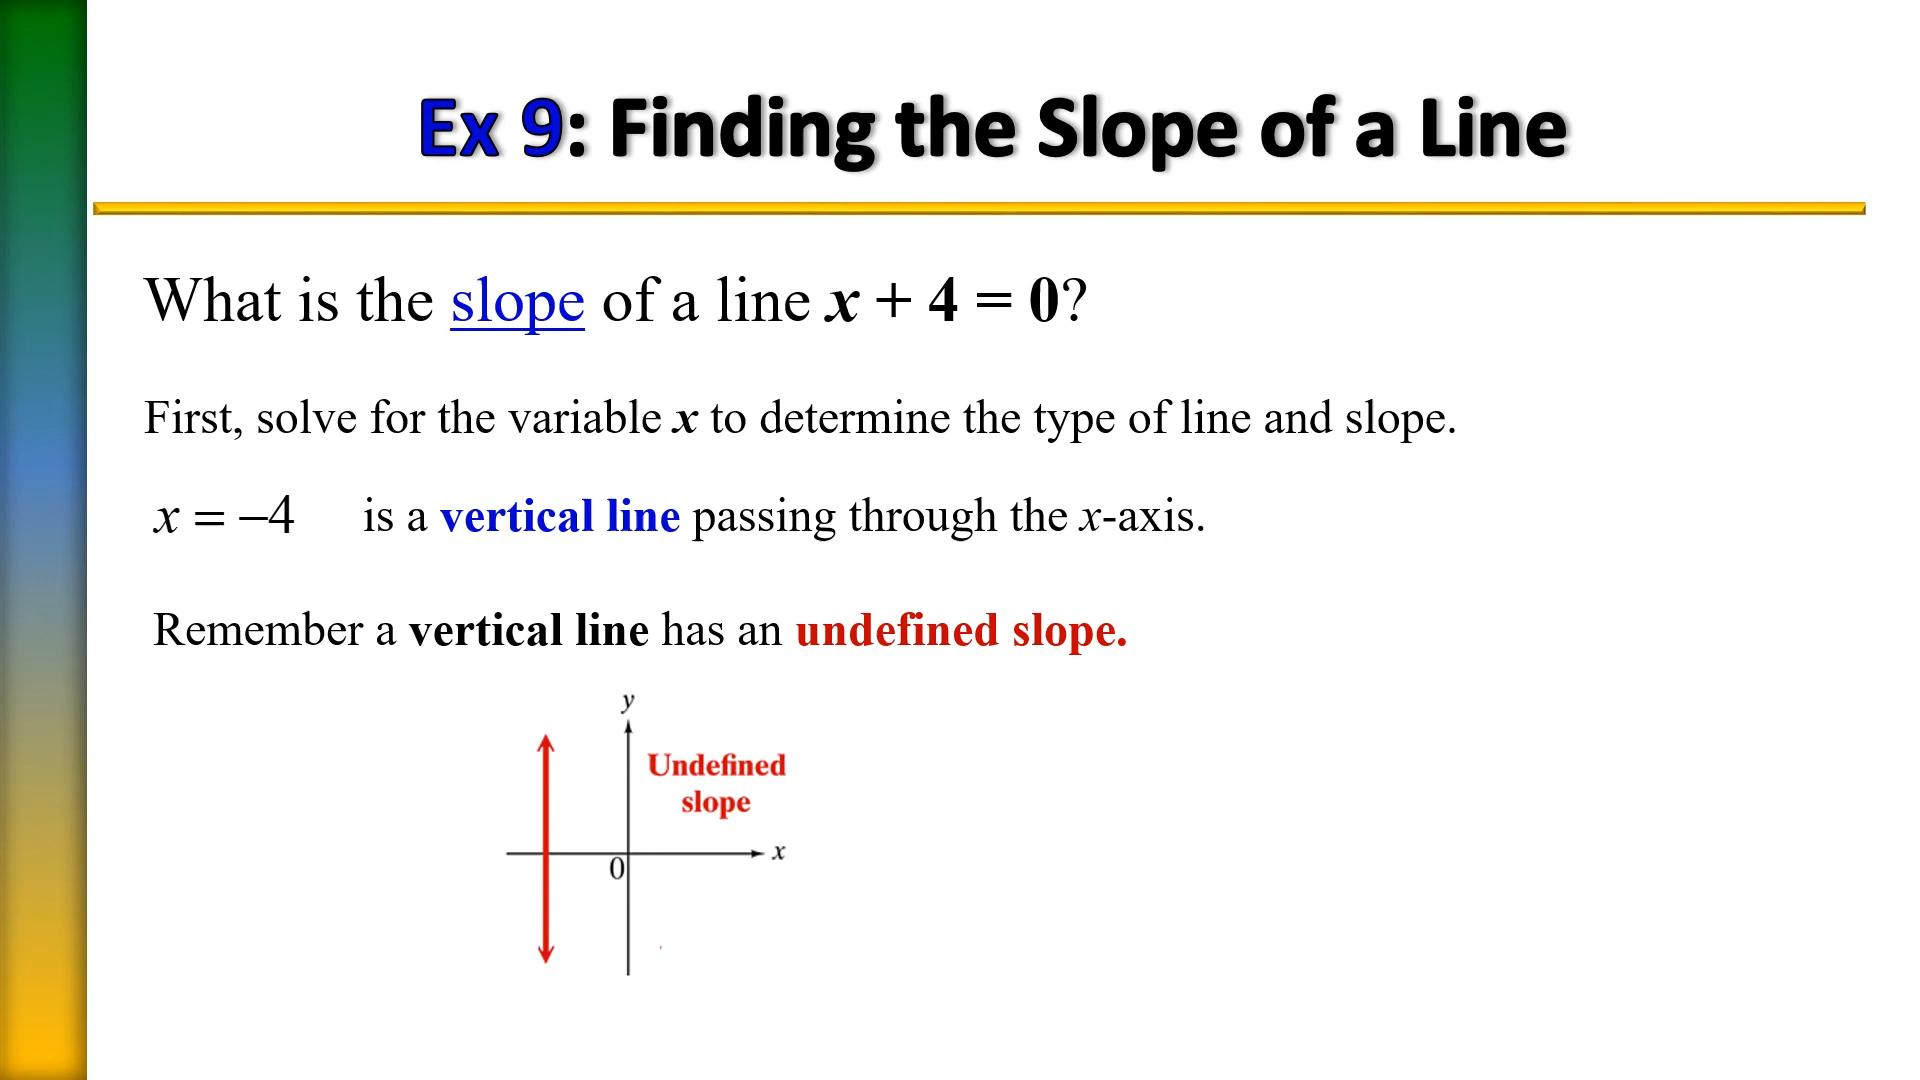 Ex 9: Finding the Slope of a Line
What is the slope of a line x + 4 = 0?
First, solve for the variable x to determine the type of line and slope.
x = −4 is a vertical line passing through the x-axis.
Remember a vertical line has an undefined slope.
y
Undefined
slope
x
0